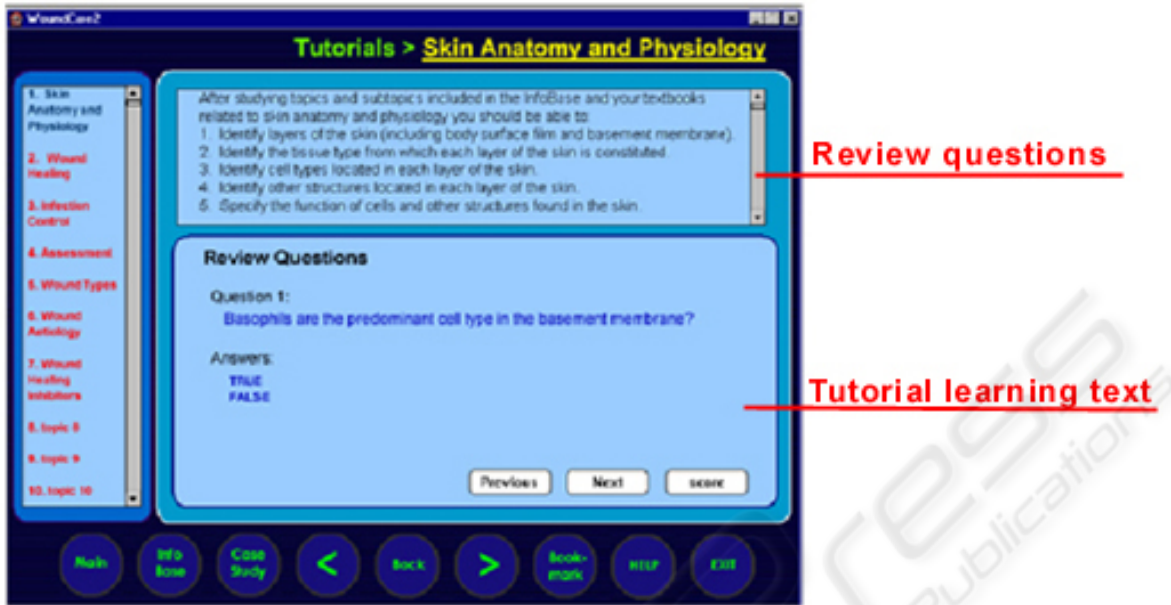 WoundCare2
Tutorials > Skin Anatomy and Physiology
1. Skin
Anatomy and
Physiology
2. Wound
Healing
3. Infection
Control
4. Assessment
5. Wound Types
6. Wound
Aetiology
7. Wound
Healing
Inhibitors
8. topic 8
9. topic 9
10. topic 10
After studying topics and subtopics included in the InfoBase and your textbooks
related to skin anatomy and physiology you should be able to:
1. Identify layers of the skin (including body surface film and basement membrane).
2. Identify the tissue type from which each layer of the skin is constituted.
3. Identify cell types located in each layer of the skin.
4. Identify other structures located in each layer of the skin.
5. Specify the function of cells and other structures found in the skin.
Review Questions
Question 1:
Basophils are the predominant cell type in the basement membrane?
Answers:
TRUE
FALSE
Previous Next score
Main Info Base Case Study < Back > Book-mark HELP EXIT
Review questions
Tutorial learning text
Publications